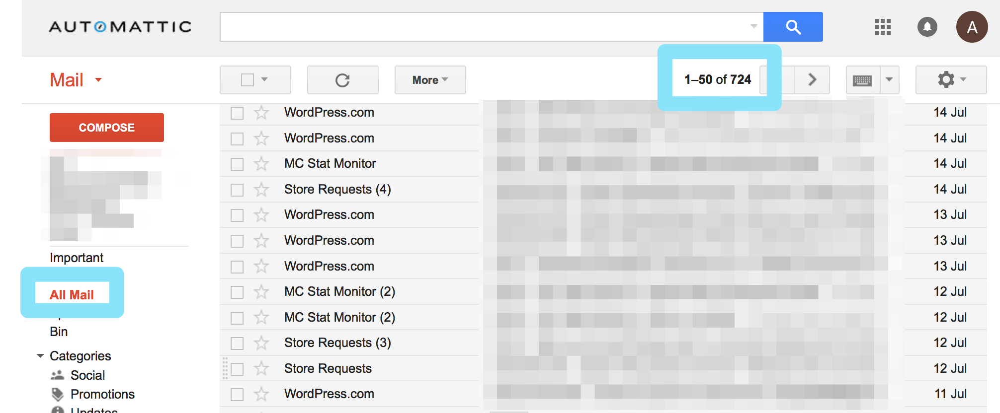 AUTOMATTIC
A
Mail
More
1–50 of 724
COMPOSE
Important
All Mail
Bin
Categories
Social
Promotions
Updates
WordPress.com 14 Jul
WordPress.com 14 Jul
MC Stat Monitor 14 Jul
Store Requests (4) 14 Jul
WordPress.com 13 Jul
WordPress.com 13 Jul
WordPress.com 13 Jul
MC Stat Monitor (2) 12 Jul
MC Stat Monitor (2) 12 Jul
Store Requests (3) 12 Jul
Store Requests 12 Jul
WordPress.com 11 Jul